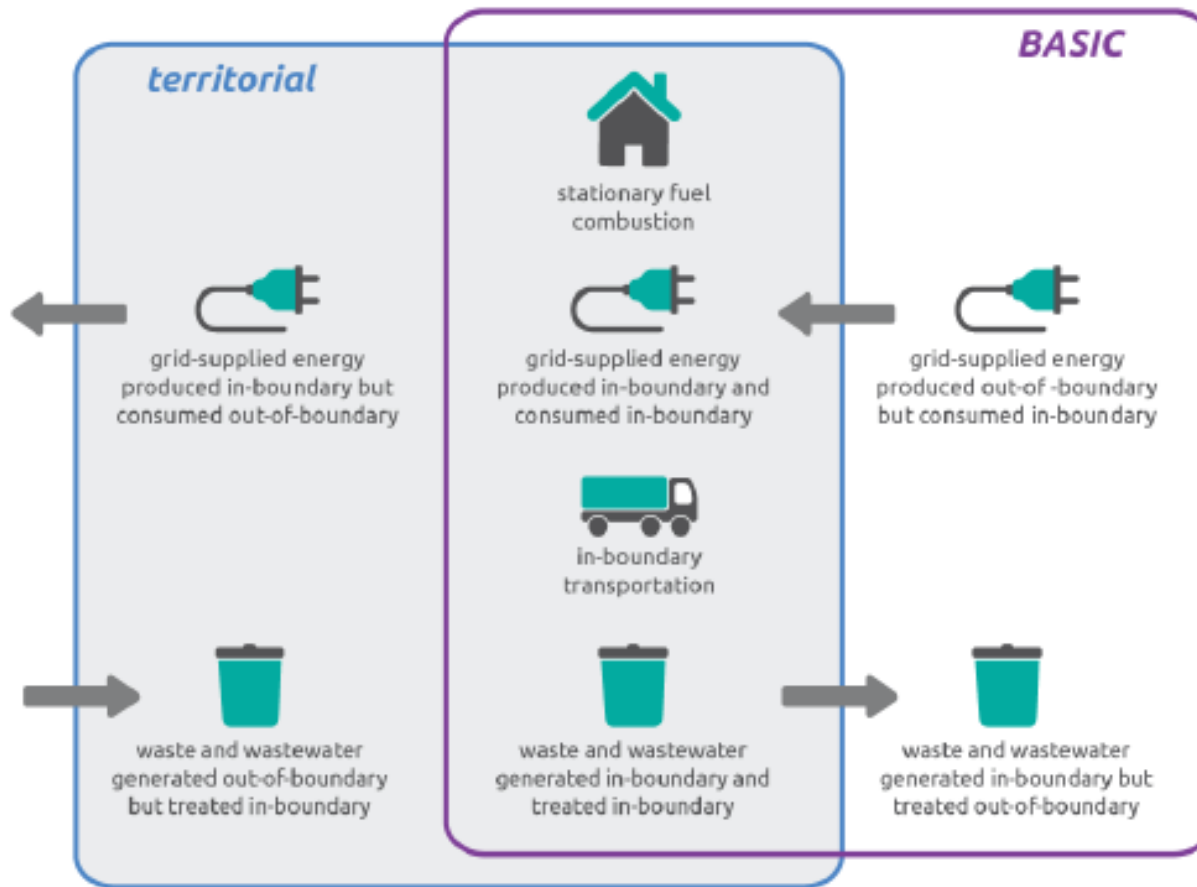 BASIC
territorial
stationary fuel
combustion
grid-supplied energy
produced in-boundary but
consumed out-of-boundary
grid-supplied energy
produced in-boundary and
consumed in-boundary
grid-supplied energy
produced out-of -boundary
but consumed in-boundary
in-boundary
transportation
waste and wastewater
generated out-of-boundary
but treated in-boundary
waste and wastewater
generated in-boundary and
treated in-boundary
waste and wastewater
generated in-boundary but
treated out-of-boundary